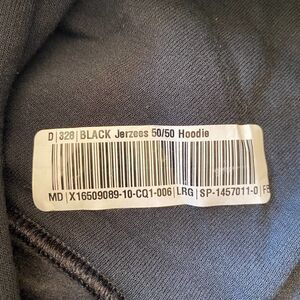 D|328|BLACK Jerzees 50/50 Hoodie
MD|X16509089-10-CQ1-006|LRG|SP-1457011-0